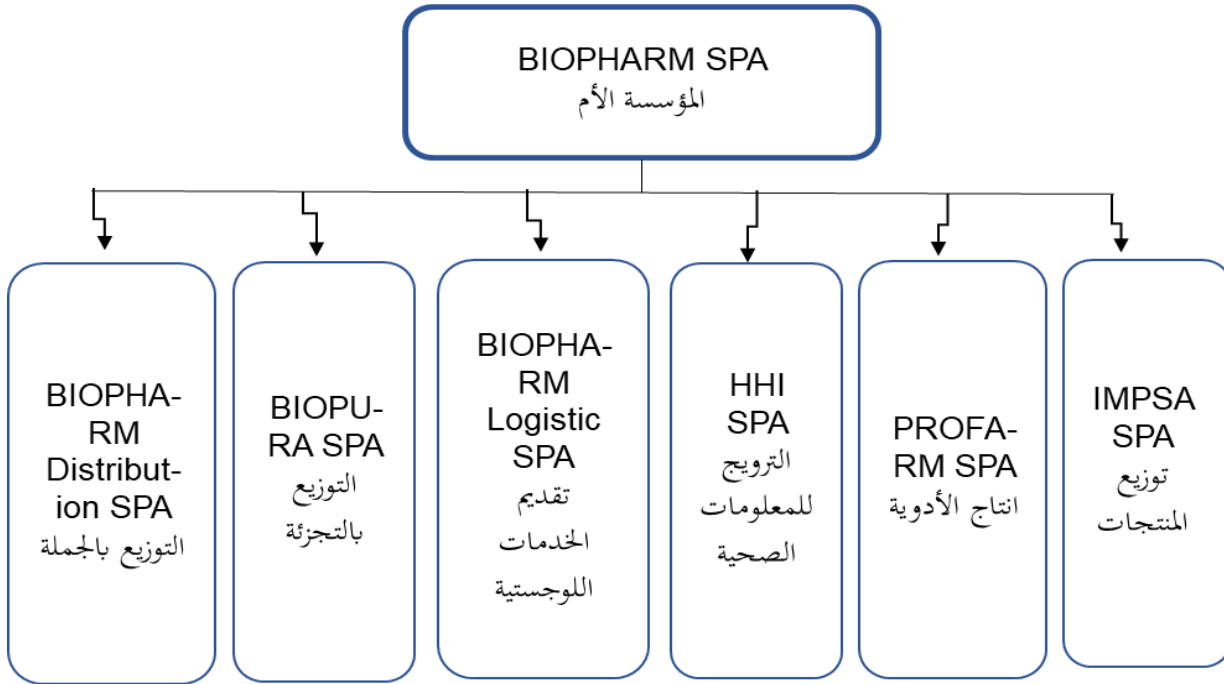 BIOPHARM SPA
المؤسسة الأم
BIOPHA-
RM
Distribut-
ion SPA
التوزيع بالجملة
BIOPU-
RA SPA
التوزيع
بالتجزئة
BIOPHA-
RM
Logistic
SPA
تقديم
الخدمات
اللوجستية
HHI
SPA
الترويج
للمعلومات
الصحية
PROFA-
RM SPA
انتاج الأدوية
IMPSA
SPA
توزيع
المنتجات